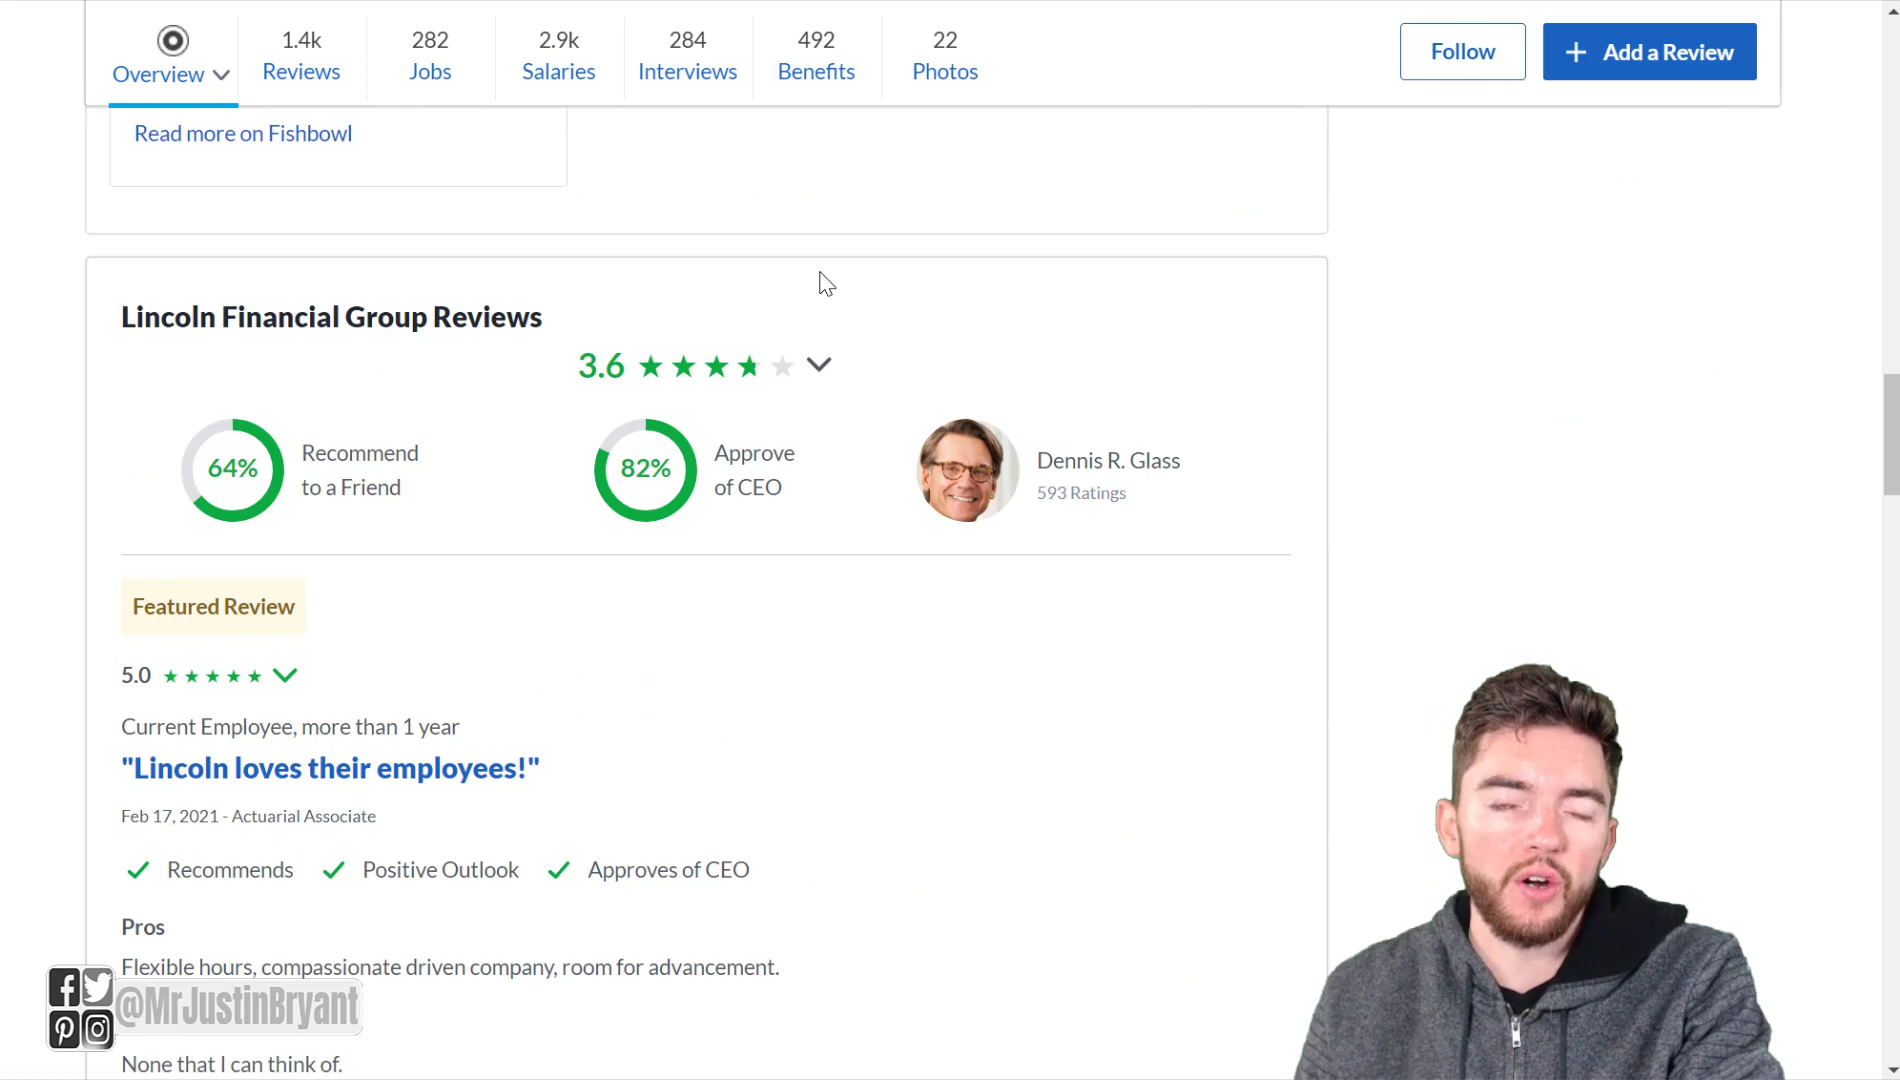 Overview
1.4k
Reviews
282
Jobs
2.9k
Salaries
284
Interviews
492
Benefits
22
Photos
Follow
+ Add a Review
Read more on Fishbowl
Lincoln Financial Group Reviews
3.6
64%
Recommend
to a Friend
82%
Approve
of CEO
Dennis R. Glass
593 Ratings
Featured Review
5.0
Current Employee, more than 1 year
"Lincoln loves their employees!"
Feb 17, 2021 - Actuarial Associate
Recommends
Positive Outlook
Approves of CEO
Pros
Flexible hours, compassionate driven company, room for advancement.
@MrJustinBryant
None that I can think of.